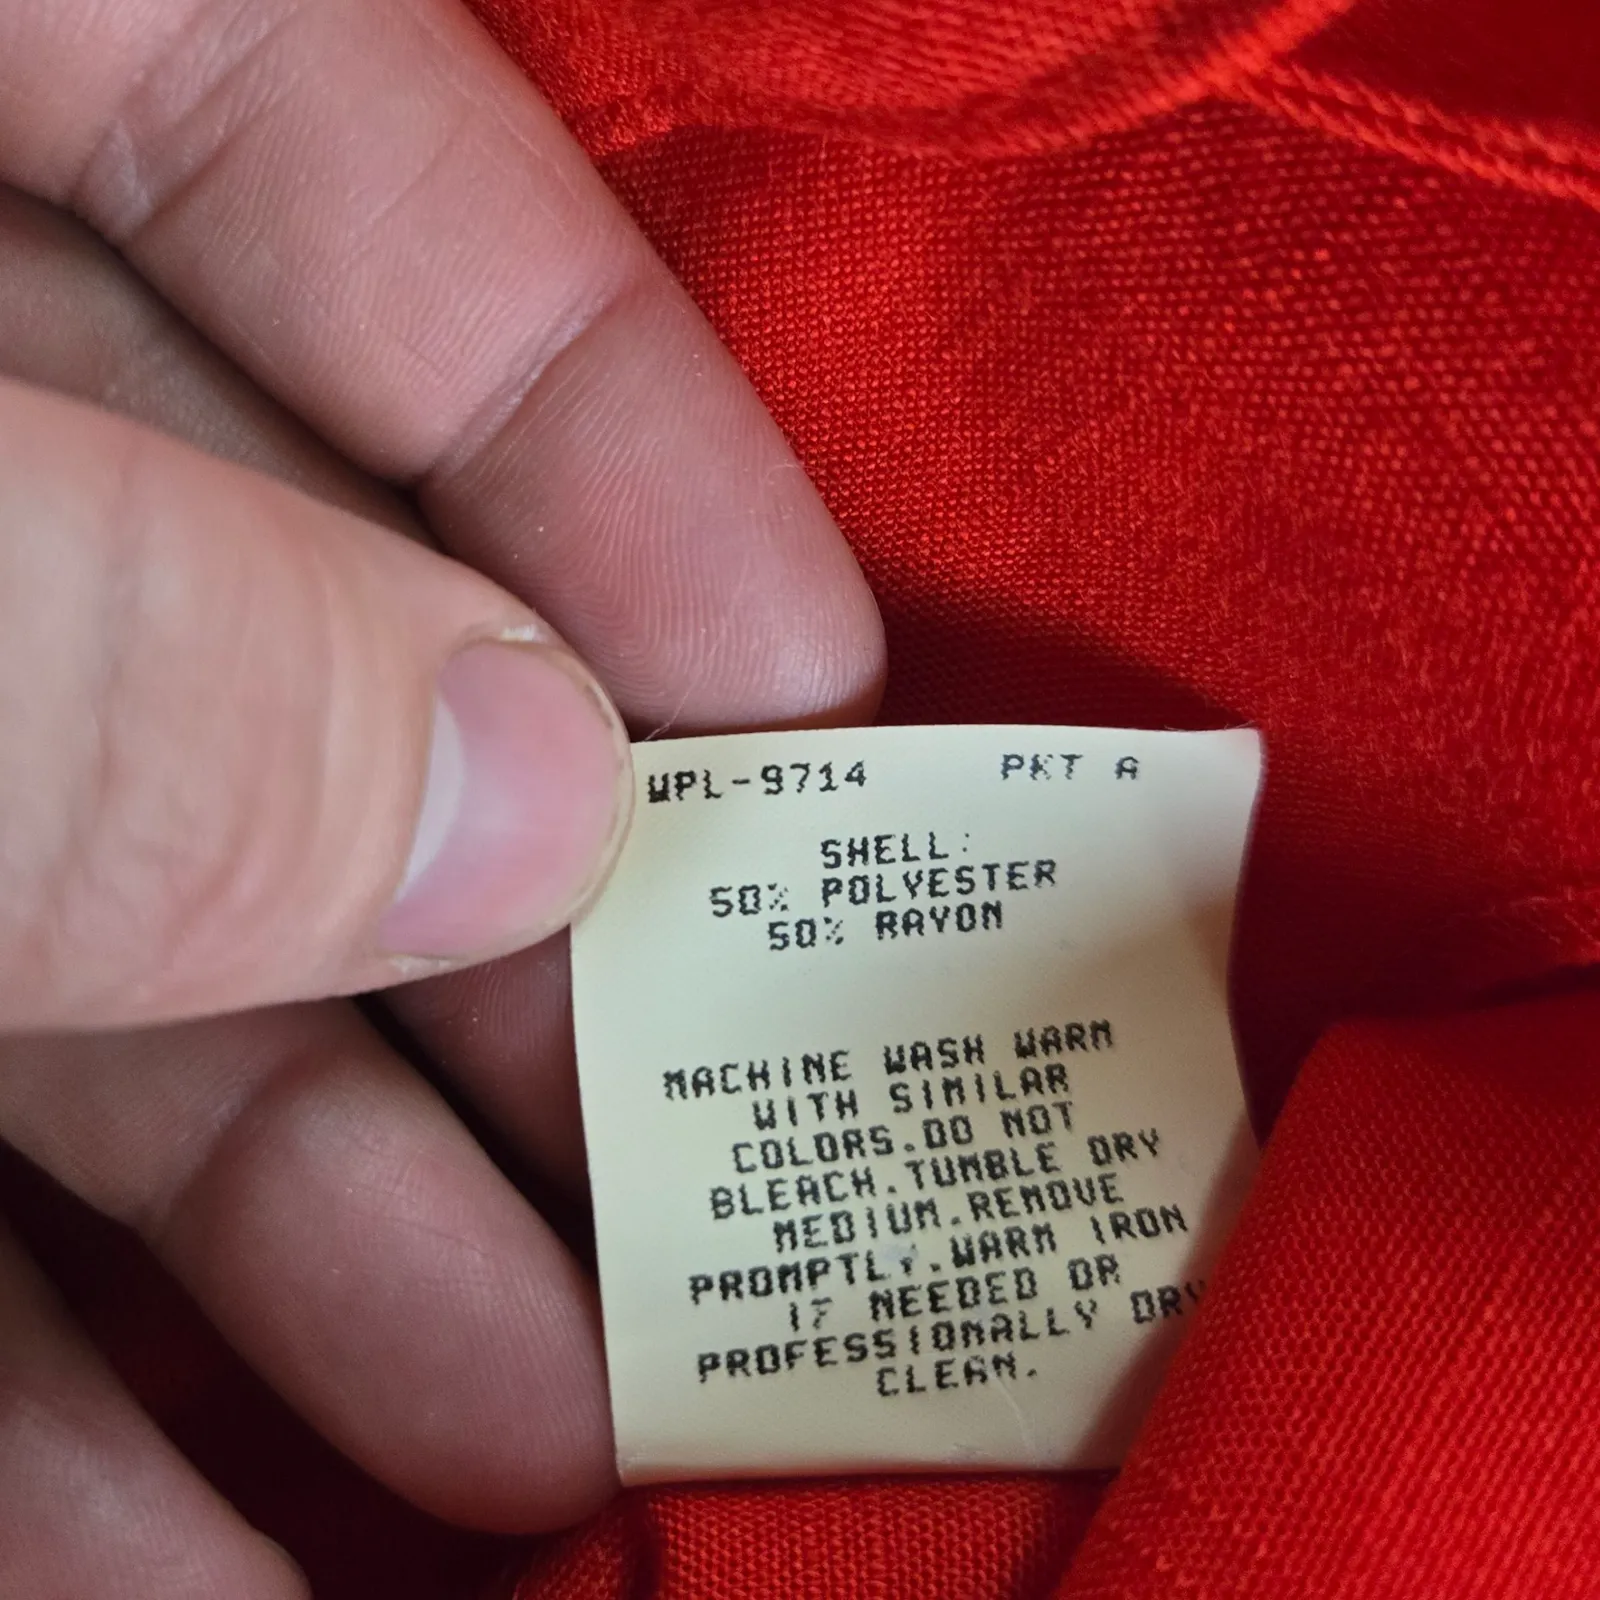 WPL-9714 PKT A
SHELL:
50% POLYESTER
50% RAYON
MACHINE WASH WARM
WITH SIMILAR
COLORS.DO NOT
BLEACH.TUMBLE DRY
MEDIUM.REMOVE
PROMPTLY.WARM IRON
IF NEEDED OR
PROFESSIONALLY DRY
CLEAN.